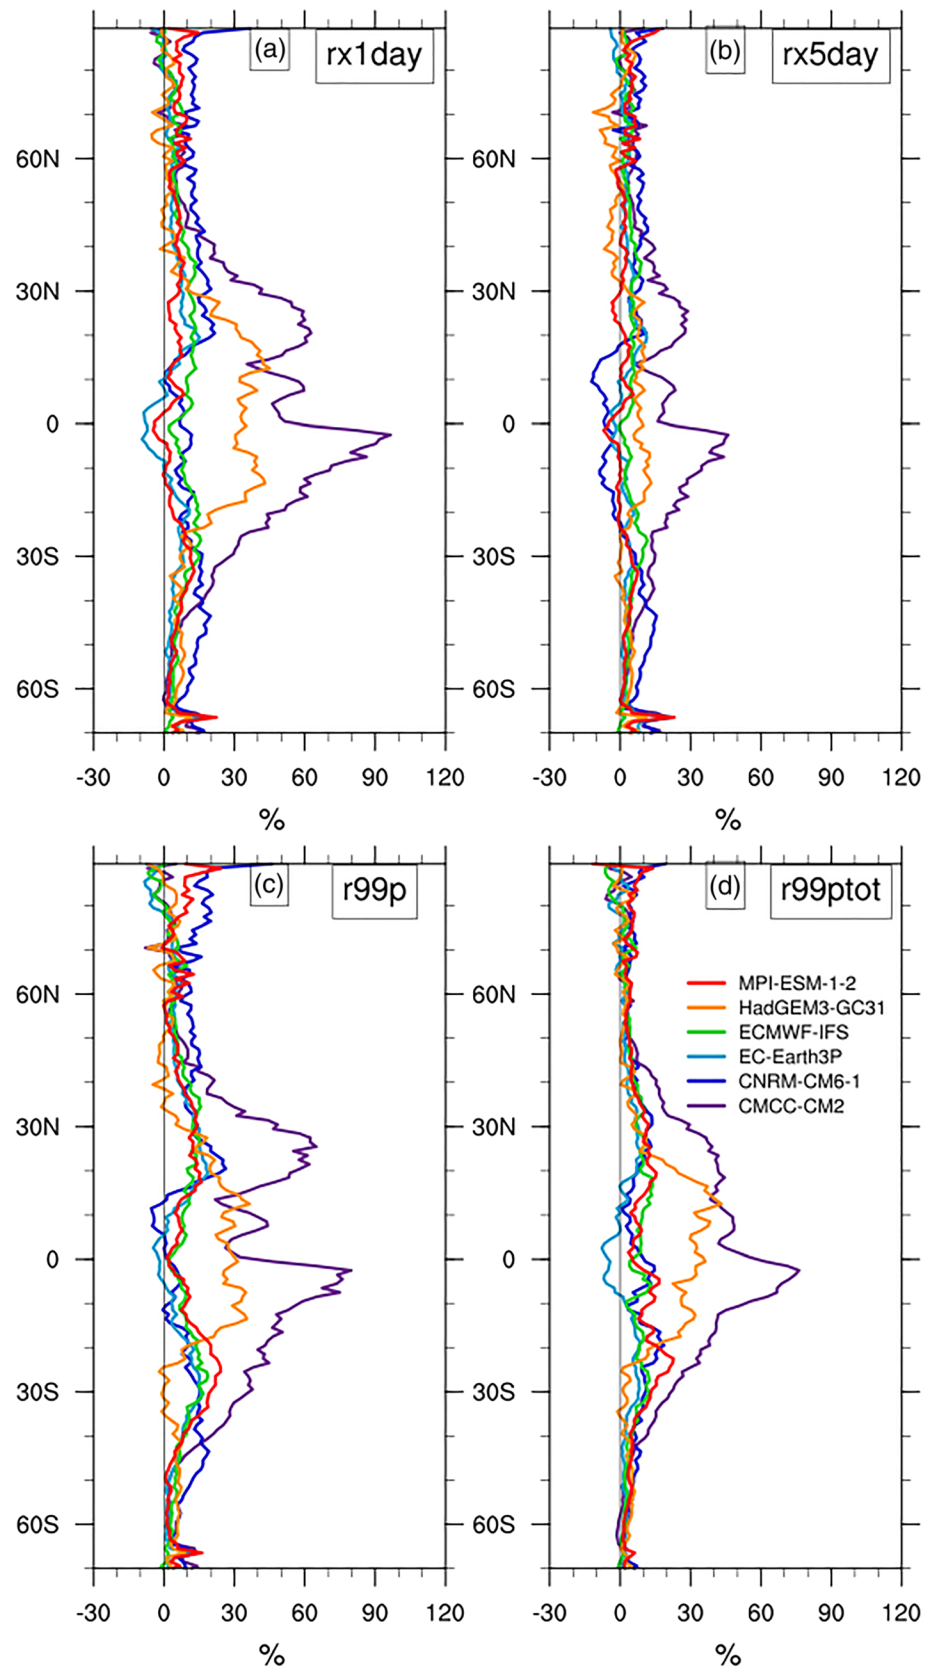 (a) rx1day
(b) rx5day
60N
30N
0
30S
60S
60N
30N
0
30S
60S
-30 0 30 60 90 120
-30 0 30 60 90 120
%
%
(c) r99p
(d) r99ptot
60N
30N
0
30S
60S
60N
30N
0
30S
60S
MPI-ESM-1-2
HadGEM3-GC31
ECMWF-IFS
EC-Earth3P
CNRM-CM6-1
CMCC-CM2
-30 0 30 60 90 120
-30 0 30 60 90 120
%
%